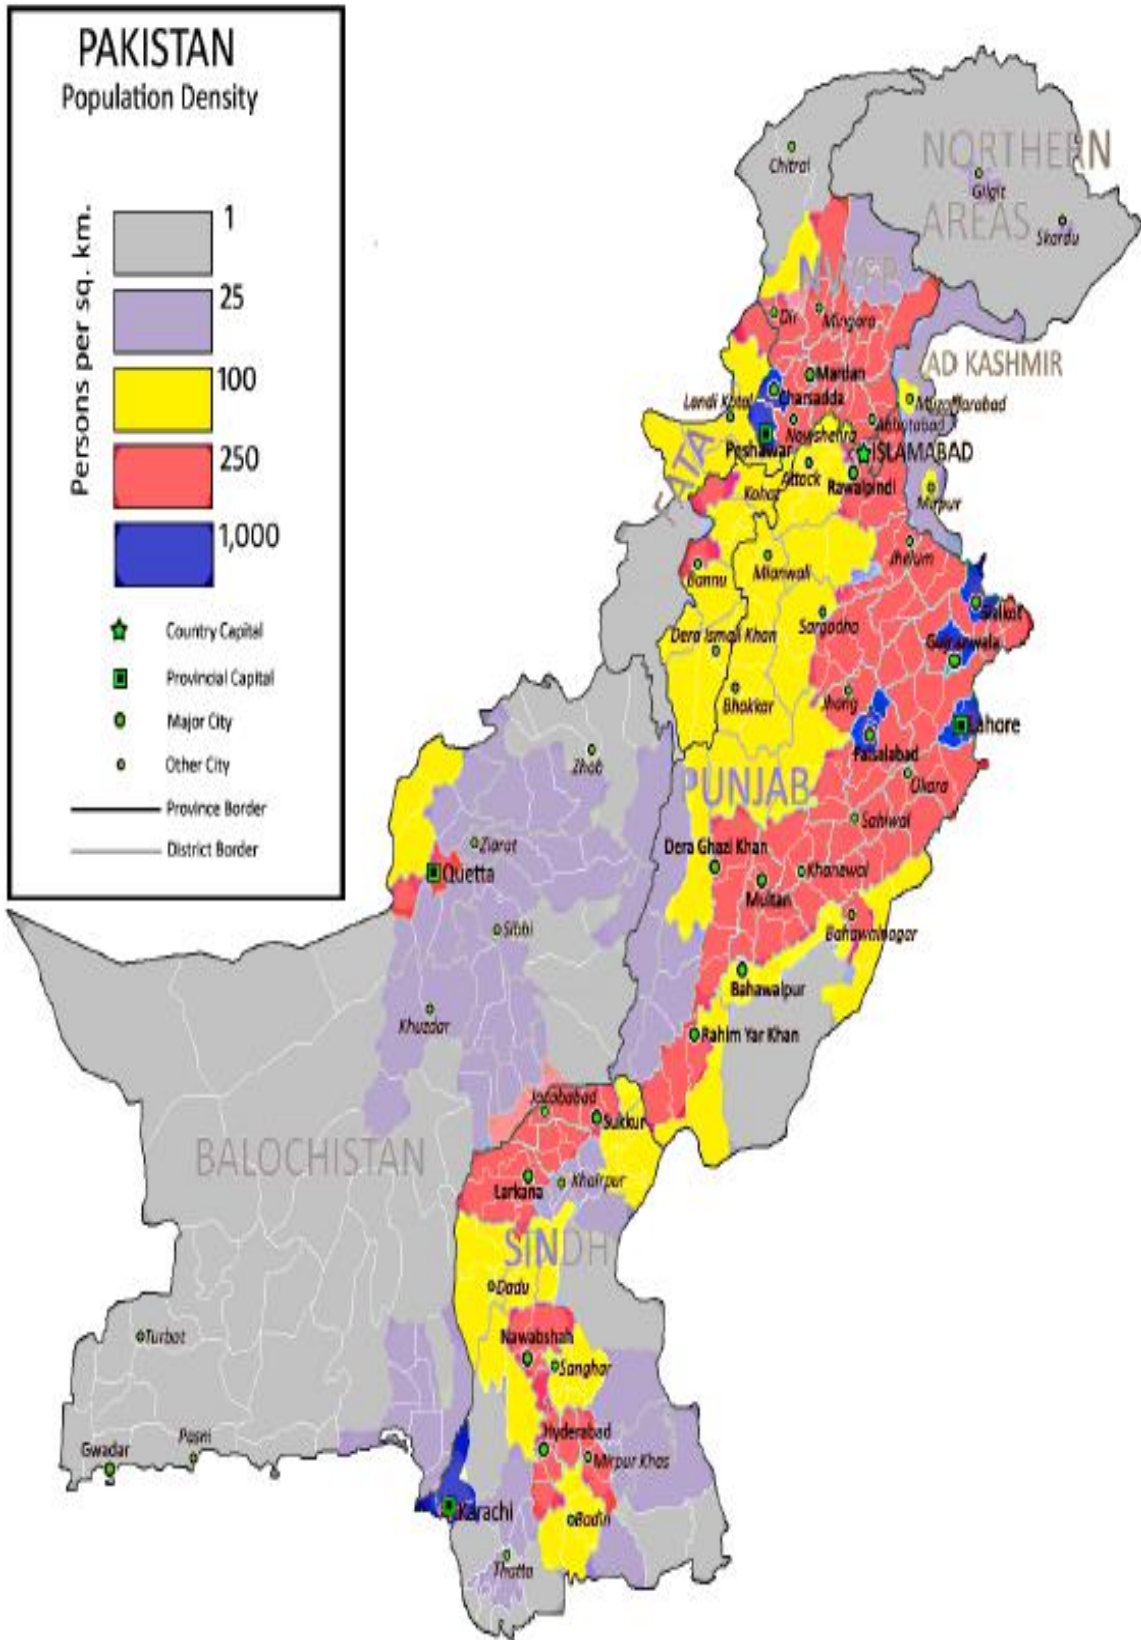 PAKISTAN
Population Density
Persons per sq. km.
1
25
100
250
1,000
Country Capital
Provincial Capital
Major City
Other City
Province Border
District Border
NORTHERN
AREAS
Chitral
Gilgit
Skardu
NWFP
Dir
Mingora
AD KASHMIR
Mardan
Charsadda
Landi Kotal
Muzaffarabad
Abbotabad
Nowshehra
Peshawar
FATA
ISLAMABAD
Attock
Rawalpindi
Kohat
Mirpur
Jhelum
Bannu
Mianwali
Sialkot
Sargodha
Dera Ismail Khan
Gujranwala
Bhakkar
Jhang
Lahore
Faisalabad
Zhob
PUNJAB
Okara
Sahiwal
Ziarat
Dera Ghazi Khan
Quetta
Khanewal
Multan
Sibbi
Bahawalnagar
Bahawalpur
Khuzdar
Rahim Yar Khan
Jacobabad
Sukkur
BALOCHISTAN
Larkana
Khairpur
SINDH
Dadu
Turbat
Nawabshah
Sanghar
Hyderabad
Pasni
Gwadar
Mirpur Khas
Karachi
Badin
Thatta